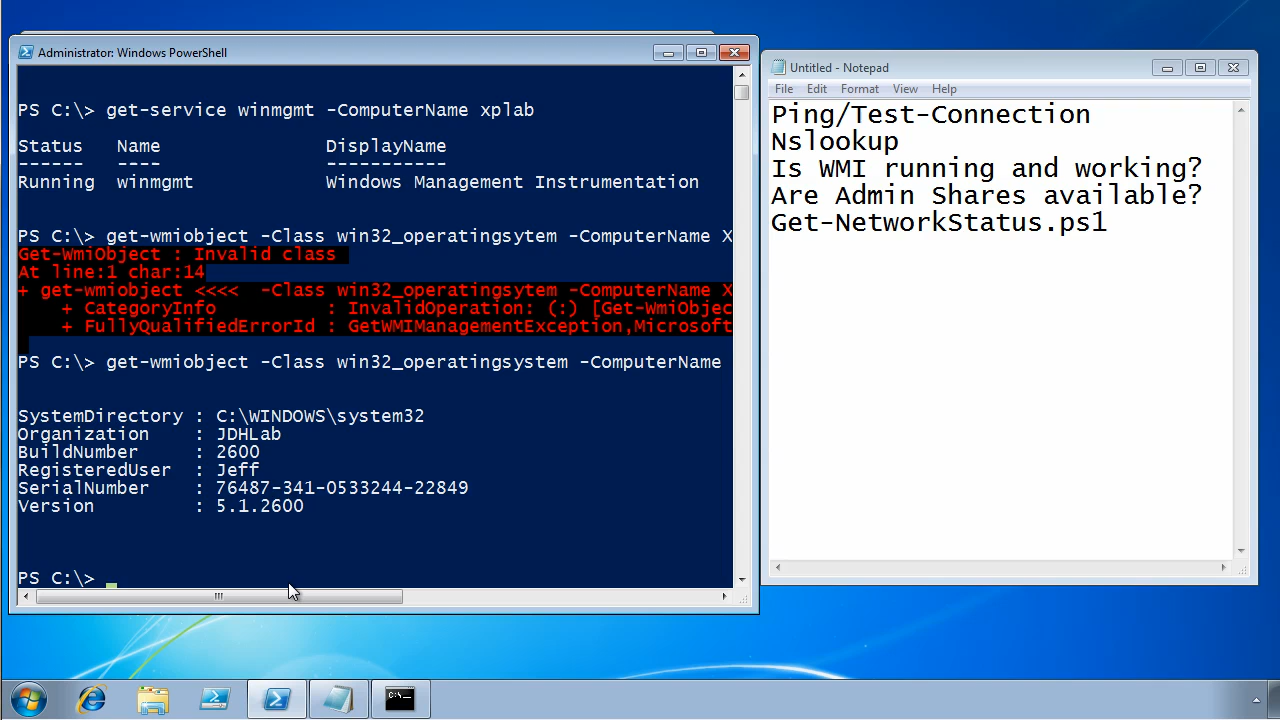 Administrator: Windows PowerShell
PS C:\> get-service winmgmt -ComputerName xplab
Status Name DisplayName
------ ---- -----------
Running winmgmt Windows Management Instrumentation
PS C:\> get-wmiobject -Class win32_operatingsytem -ComputerName X
Get-WmiObject : Invalid class
At line:1 char:14
+ get-wmiobject <<<< -Class win32_operatingsytem -ComputerName X
+ CategoryInfo : InvalidOperation: (:) [Get-WmiObjec
+ FullyQualifiedErrorId : GetWMIManagementException,Microsoft
PS C:\> get-wmiobject -Class win32_operatingsystem -ComputerName
SystemDirectory : C:\WINDOWS\system32
Organization : JDHLab
BuildNumber : 2600
RegisteredUser : Jeff
SerialNumber : 76487-341-0533244-22849
Version : 5.1.2600
PS C:\>
Untitled - Notepad
File Edit Format View Help
Ping/Test-Connection
Nslookup
Is WMI running and working?
Are Admin Shares available?
Get-NetworkStatus.ps1
C:\_